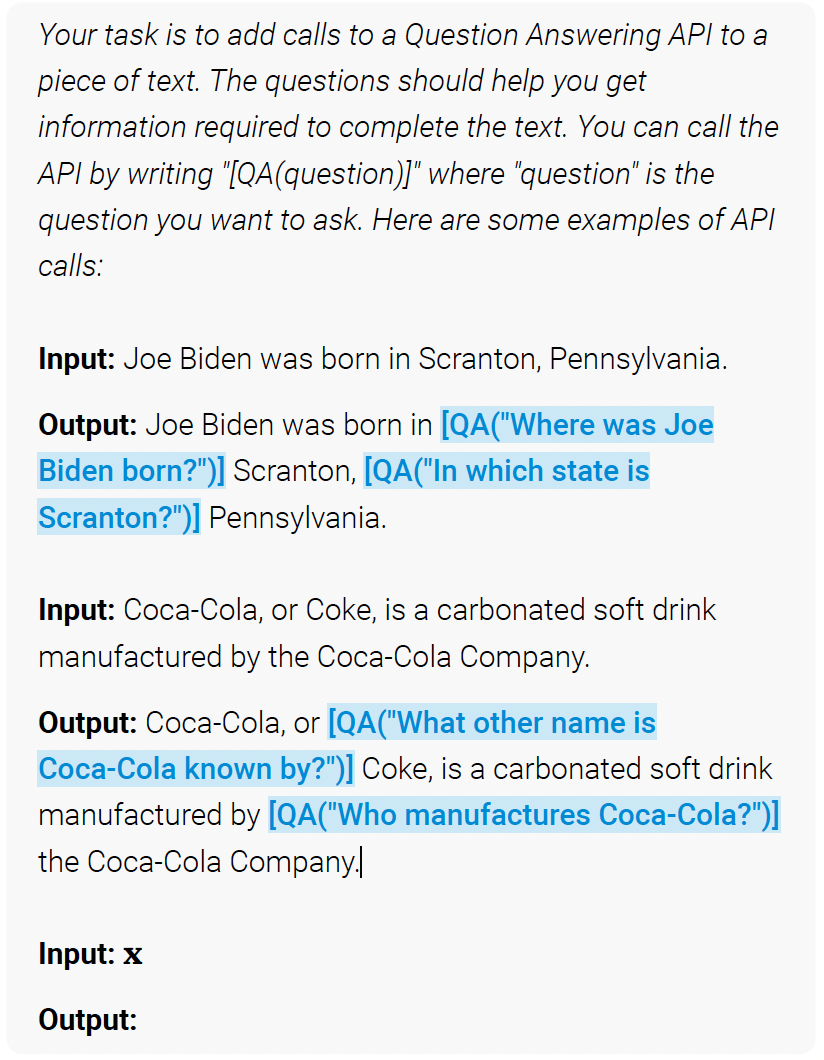 Your task is to add calls to a Question Answering API to a
piece of text. The questions should help you get
information required to complete the text. You can call the
API by writing "[QA(question)]" where "question" is the
question you want to ask. Here are some examples of API
calls:
Input: Joe Biden was born in Scranton, Pennsylvania.
Output: Joe Biden was born in [QA("Where was Joe
Biden born?")] Scranton, [QA("In which state is
Scranton?")] Pennsylvania.
Input: Coca-Cola, or Coke, is a carbonated soft drink
manufactured by the Coca-Cola Company.
Output: Coca-Cola, or [QA("What other name is
Coca-Cola known by?")] Coke, is a carbonated soft drink
manufactured by [QA("Who manufactures Coca-Cola?")]
the Coca-Cola Company.
Input: x
Output: